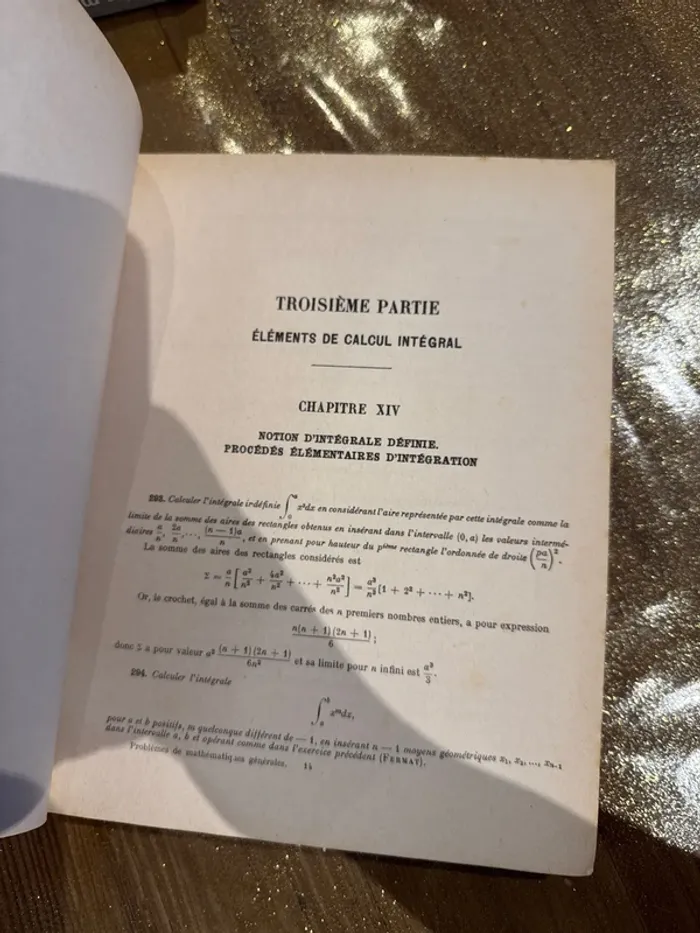 TROISIÈME PARTIE
ÉLÉMENTS DE CALCUL INTÉGRAL
CHAPITRE XIV
NOTION D'INTÉGRALE DÉFINIE.
PROCÉDÉS ÉLÉMENTAIRES D'INTÉGRATION
293. Calculer l'intégrale indéfinie ∫₀ᵃ x²dx en considérant l'aire représentée par cette intégrale comme la
limite de la somme des aires des rectangles obtenus en insérant dans l'intervalle (0, a) les valeurs intermé-
diaires a/n, 2a/n, ..., (n — 1)a/n, et en prenant pour hauteur du pième rectangle l'ordonnée de droite (pa/n)².
La somme des aires des rectangles considérés est
Σ = a/n [a²/n² + 4a²/n² + ... + n²a²/n²] = a³/n³ [1 + 2² + ... + n²].
Or, le crochet, égal à la somme des carrés des n premiers nombres entiers, a pour expression
n(n + 1)(2n + 1)/6 ;
donc Σ a pour valeur a³ (n + 1)(2n + 1)/6n² et sa limite pour n infini est a³/3.
294. Calculer l'intégrale
∫ xᵐdx,
pour a et b positifs, m quelconque différent de — 1, en insérant n — 1 moyens géométriques x₁, x₂, ..., xₙ₋₁
dans l'intervalle a, b et opérant comme dans l'exercice précédent (FERMAT).
Problèmes de mathématiques générales. 14